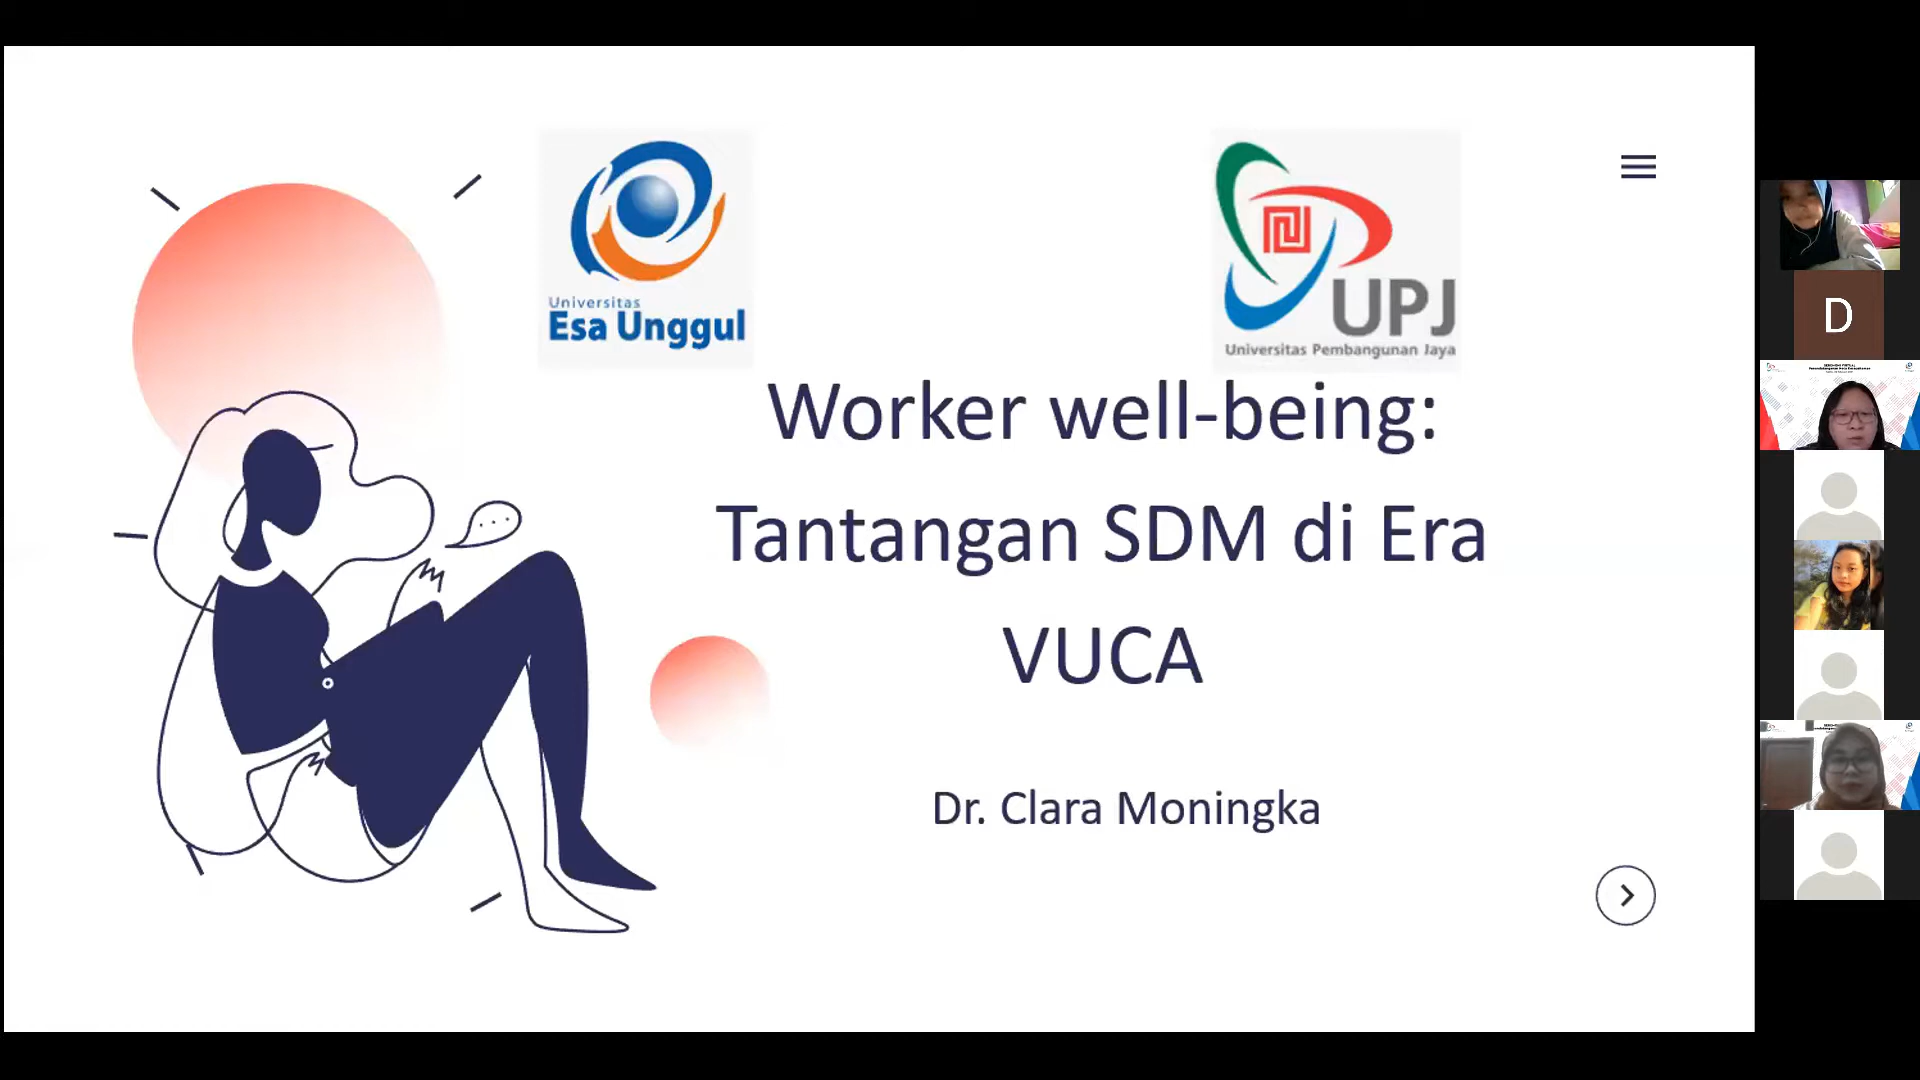 Universitas
Esa Unggul
UPJ
Universitas Pembangunan Jaya
Worker well-being:
Tantangan SDM di Era
VUCA
Dr. Clara Moningka
D